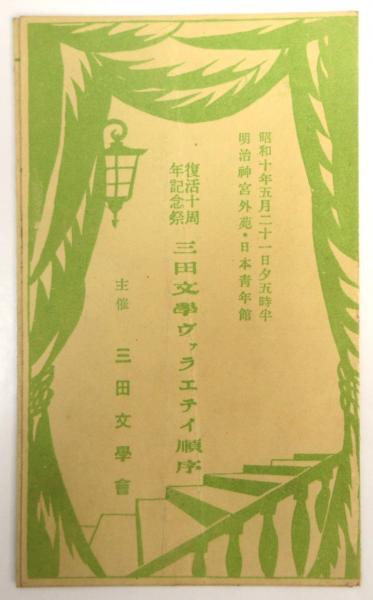 昭和十年五月二十一日夕五時半
明治神宮外苑・日本青年館
復活十周
年記念祭
三田文學ヴァラエテイ順序
主催 三田文學會